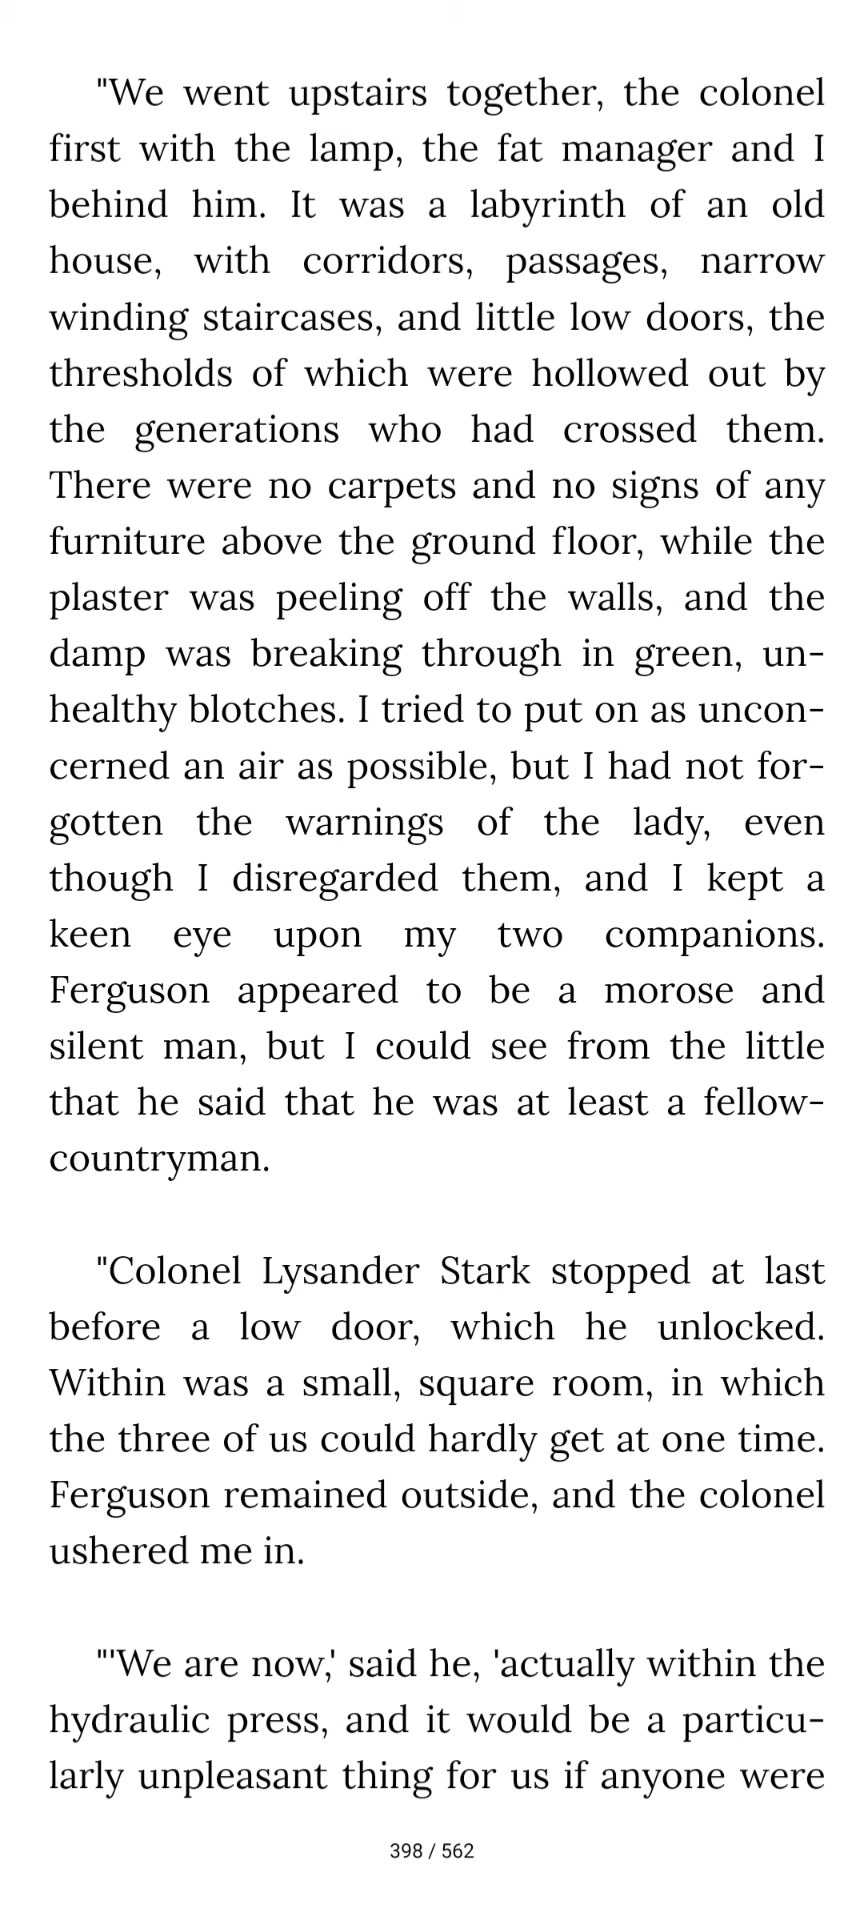 "We went upstairs together, the colonel
first with the lamp, the fat manager and I
behind him. It was a labyrinth of an old
house, with corridors, passages, narrow
winding staircases, and little low doors, the
thresholds of which were hollowed out by
the generations who had crossed them.
There were no carpets and no signs of any
furniture above the ground floor, while the
plaster was peeling off the walls, and the
damp was breaking through in green, un-
healthy blotches. I tried to put on as uncon-
cerned an air as possible, but I had not for-
gotten the warnings of the lady, even
though I disregarded them, and I kept a
keen eye upon my two companions.
Ferguson appeared to be a morose and
silent man, but I could see from the little
that he said that he was at least a fellow-
countryman.
"Colonel Lysander Stark stopped at last
before a low door, which he unlocked.
Within was a small, square room, in which
the three of us could hardly get at one time.
Ferguson remained outside, and the colonel
ushered me in.
"'We are now,' said he, 'actually within the
hydraulic press, and it would be a particu-
larly unpleasant thing for us if anyone were
398 / 562